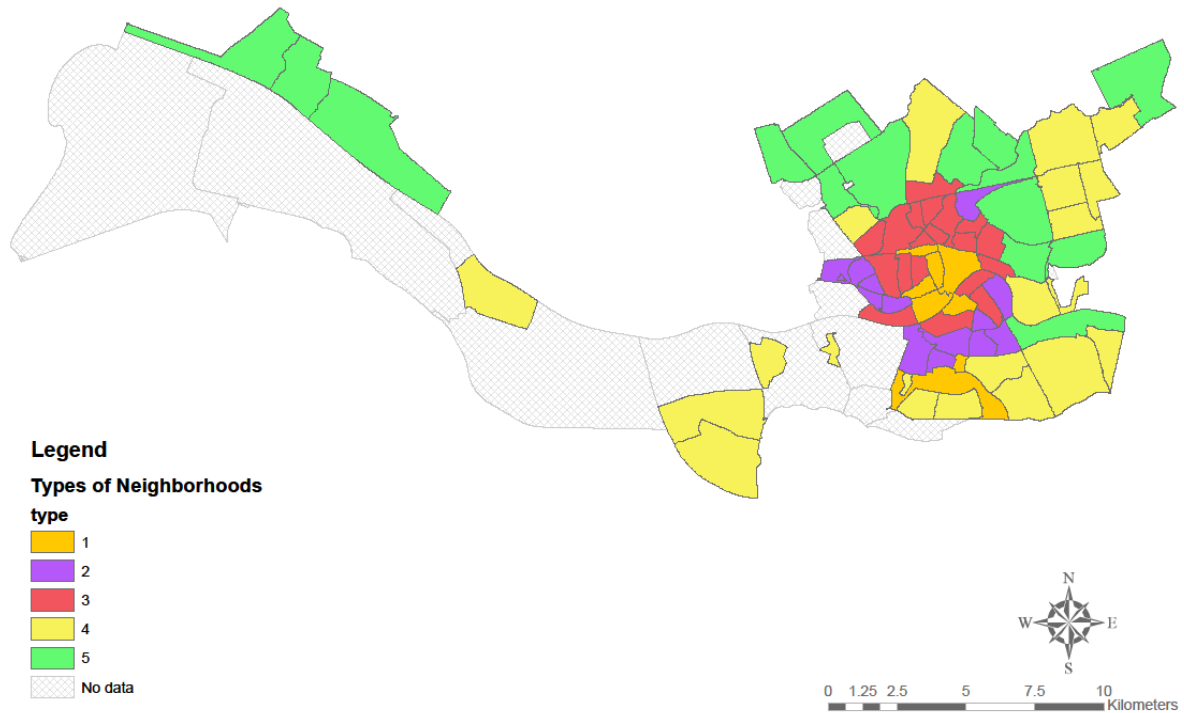 Legend
Types of Neighborhoods
type
1
2
3
4
5
No data
N
W E
S
0 1.25 2.5 5 7.5 10
Kilometers